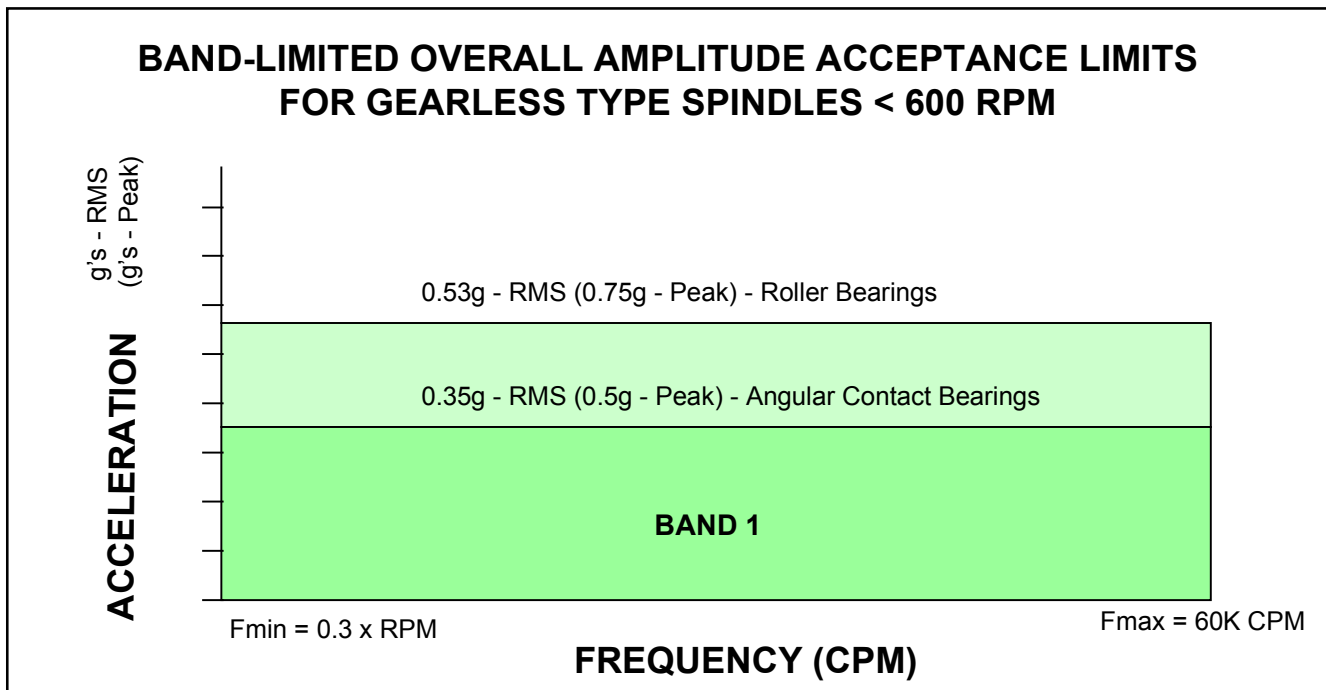 BAND-LIMITED OVERALL AMPLITUDE ACCEPTANCE LIMITS
FOR GEARLESS TYPE SPINDLES < 600 RPM
g's - RMS
(g's - Peak)
ACCELERATION
0.53g - RMS (0.75g - Peak) - Roller Bearings
0.35g - RMS (0.5g - Peak) - Angular Contact Bearings
BAND 1
Fmin = 0.3 x RPM
Fmax = 60K CPM
FREQUENCY (CPM)